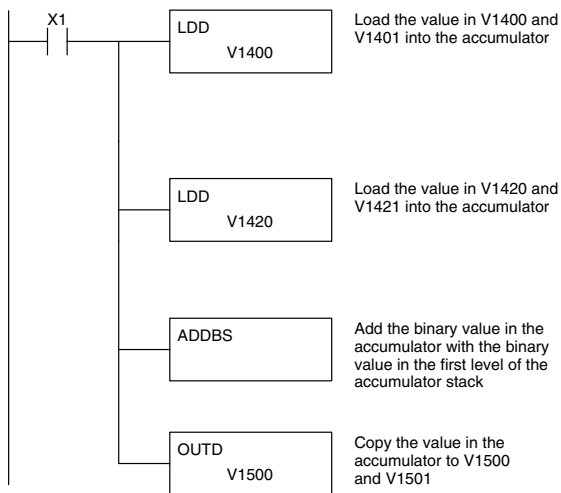 X1
LDD
V1400
Load the value in V1400 and
V1401 into the accumulator
LDD
V1420
Load the value in V1420 and
V1421 into the accumulator
ADDBS
Add the binary value in the
accumulator with the binary
value in the first level of the
accumulator stack
OUTD
V1500
Copy the value in the
accumulator to V1500
and V1501